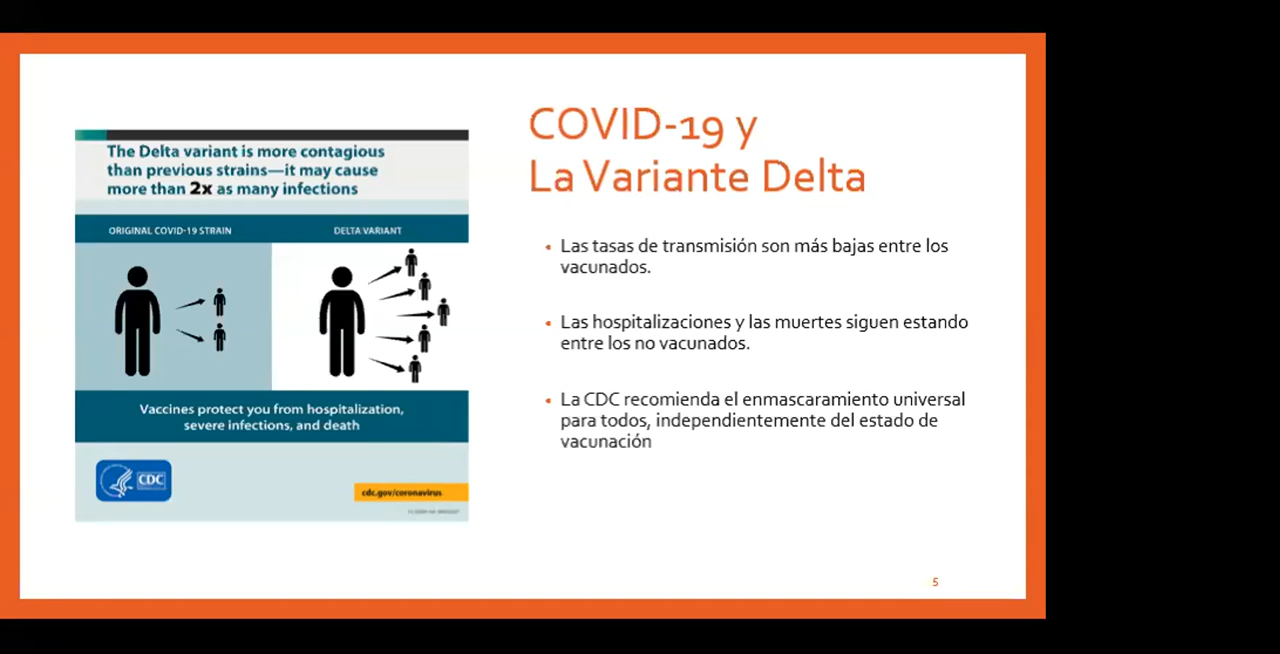 The Delta variant is more contagious
than previous strains—it may cause
more than 2x as many infections
ORIGINAL COVID-19 STRAIN
DELTA VARIANT
Vaccines protect you from hospitalization,
severe infections, and death
CDC
cdc.gov/coronavirus
COVID-19 y
La Variante Delta
• Las tasas de transmisión son más bajas entre los
vacunados.
• Las hospitalizaciones y las muertes siguen estando
entre los no vacunados.
• La CDC recomienda el enmascaramiento universal
para todos, independientemente del estado de
vacunación
5